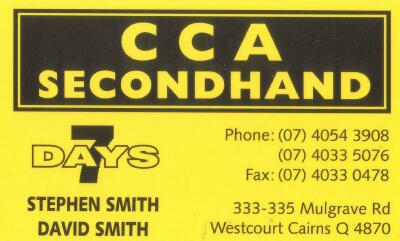 CCA
SECONDHAND
7
DAYS
STEPHEN SMITH
DAVID SMITH
Phone: (07) 4054 3908
(07) 4033 5076
Fax: (07) 4033 0478
333-335 Mulgrave Rd
Westcourt Cairns Q 4870